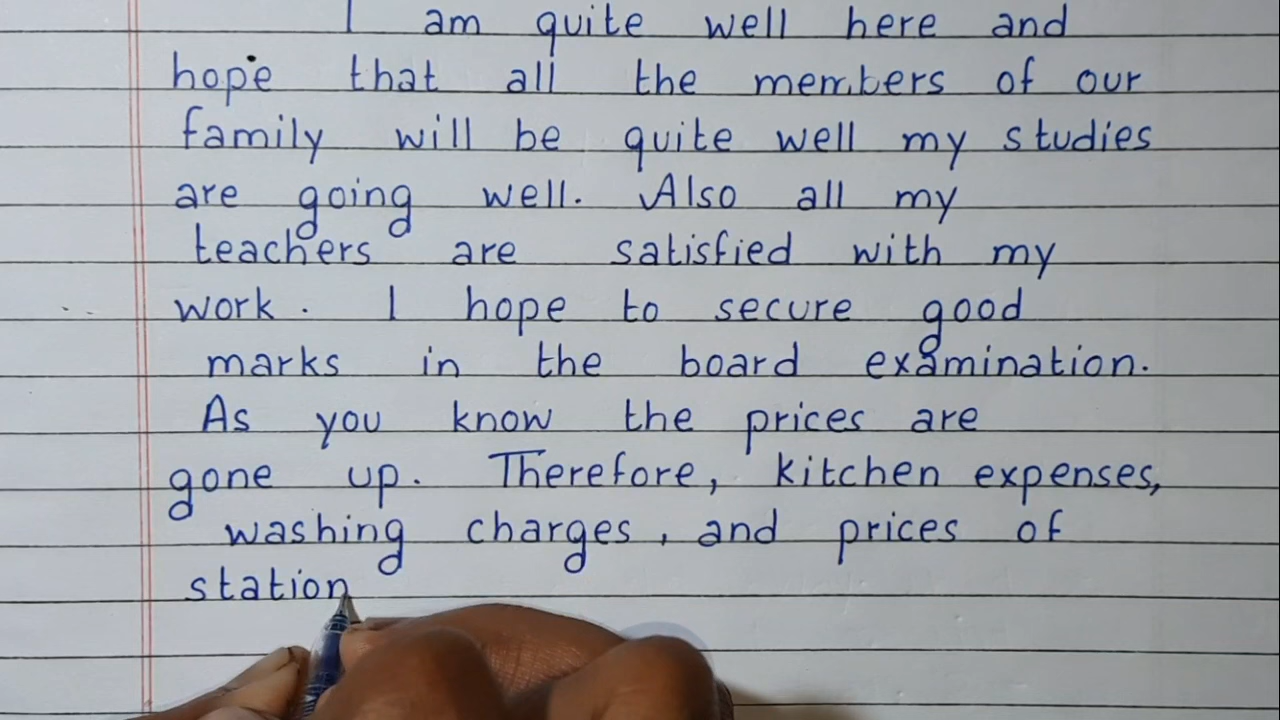 I am quite well here and
hope that all the members of our
family will be quite well my studies
are going well. Also all my
teachers are satisfied with my
work. I hope to secure good
marks in the board examination.
As you know the prices are
gone up. Therefore, kitchen expenses,
washing charges, and prices of
station